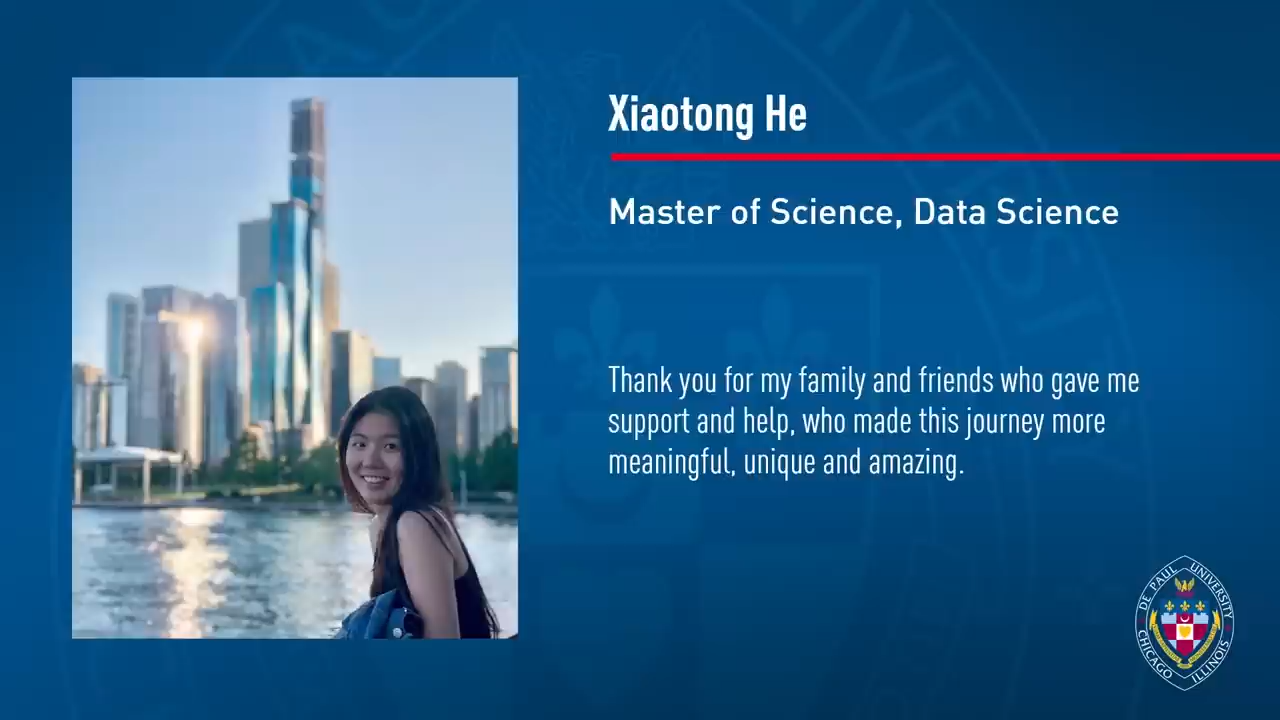 Xiaotong He
Master of Science, Data Science
Thank you for my family and friends who gave me
support and help, who made this journey more
meaningful, unique and amazing.
DE PAUL UNIVERSITY
CHICAGO ILLINOIS